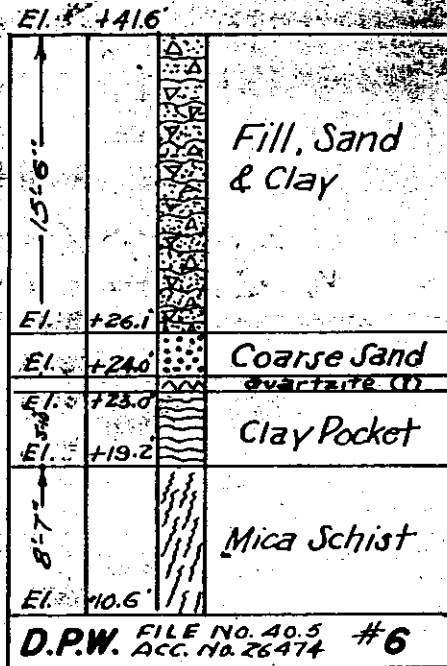 El. +41.6'
15'-6"
Fill, Sand
& Clay
El. +26.1'
El. +24.0' Coarse Sand
Quartzite (?)
El. +23.0'
Clay Pocket
El. +19.2'
8'-7"
Mica Schist
El. +10.6'
D.P.W. FILE NO. 40.5 #6
ACC. NO. 26474